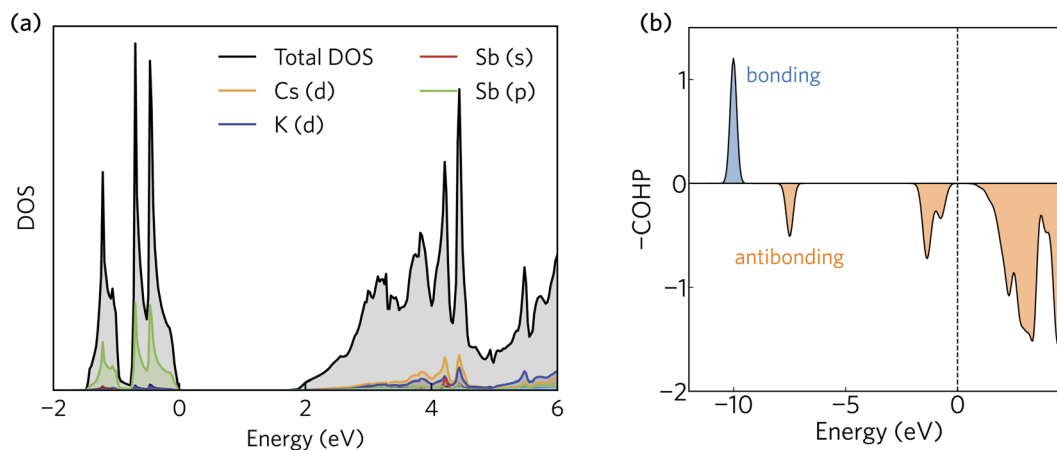 (a)
Total DOS
Cs (d)
K (d)
Sb (s)
Sb (p)
DOS
−2 0 2 4 6
Energy (eV)
(b)
bonding
antibonding
−COHP
1
0
−1
−2
−10 −5 0
Energy (eV)